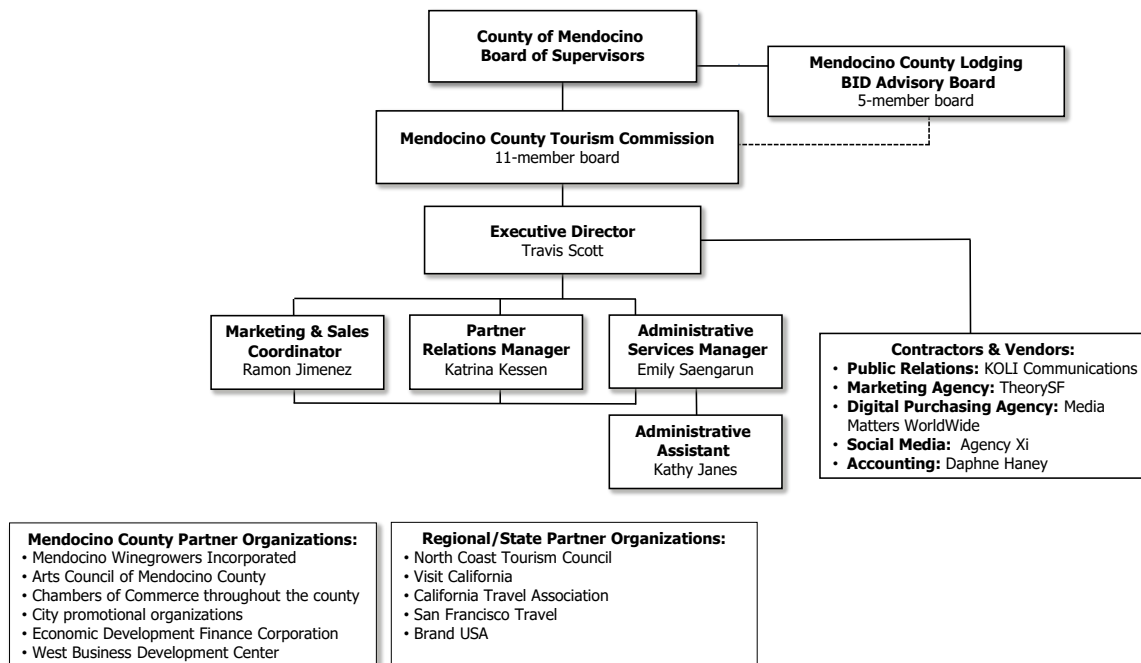 County of Mendocino
Board of Supervisors
Mendocino County Lodging
BID Advisory Board
5-member board
Mendocino County Tourism Commission
11-member board
Executive Director
Travis Scott
Marketing & Sales
Coordinator
Ramon Jimenez
Partner
Relations Manager
Katrina Kessen
Administrative
Services Manager
Emily Saengarun
Contractors & Vendors:
• Public Relations: KOLI Communications
• Marketing Agency: TheorySF
• Digital Purchasing Agency: Media
Matters WorldWide
• Social Media: Agency Xi
• Accounting: Daphne Haney
Administrative
Assistant
Kathy Janes
Mendocino County Partner Organizations:
• Mendocino Winegrowers Incorporated
• Arts Council of Mendocino County
• Chambers of Commerce throughout the county
• City promotional organizations
• Economic Development Finance Corporation
• West Business Development Center
Regional/State Partner Organizations:
• North Coast Tourism Council
• Visit California
• California Travel Association
• San Francisco Travel
• Brand USA